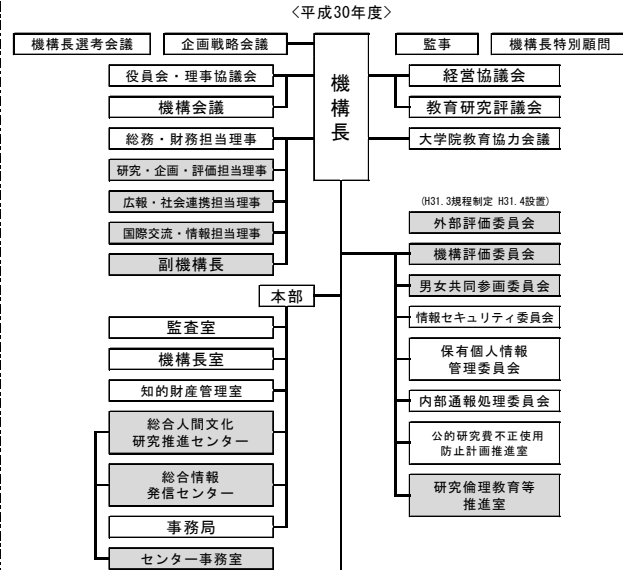 <平成30年度>
機構長選考会議
企画戦略会議
監事
機構長特別顧問
機構長
役員会・理事協議会
機構会議
経営協議会
教育研究評議会
総務・財務担当理事
大学院教育協力会議
研究・企画・評価担当理事
広報・社会連携担当理事
国際交流・情報担当理事
副機構長
(H31.3規程制定 H31.4設置)
外部評価委員会
機構評価委員会
男女共同参画委員会
情報セキュリティ委員会
保有個人情報
管理委員会
内部通報処理委員会
公的研究費不正使用
防止計画推進室
研究倫理教育等
推進室
本部
監査室
機構長室
知的財産管理室
総合人間文化
研究推進センター
総合情報
発信センター
事務局
センター事務室